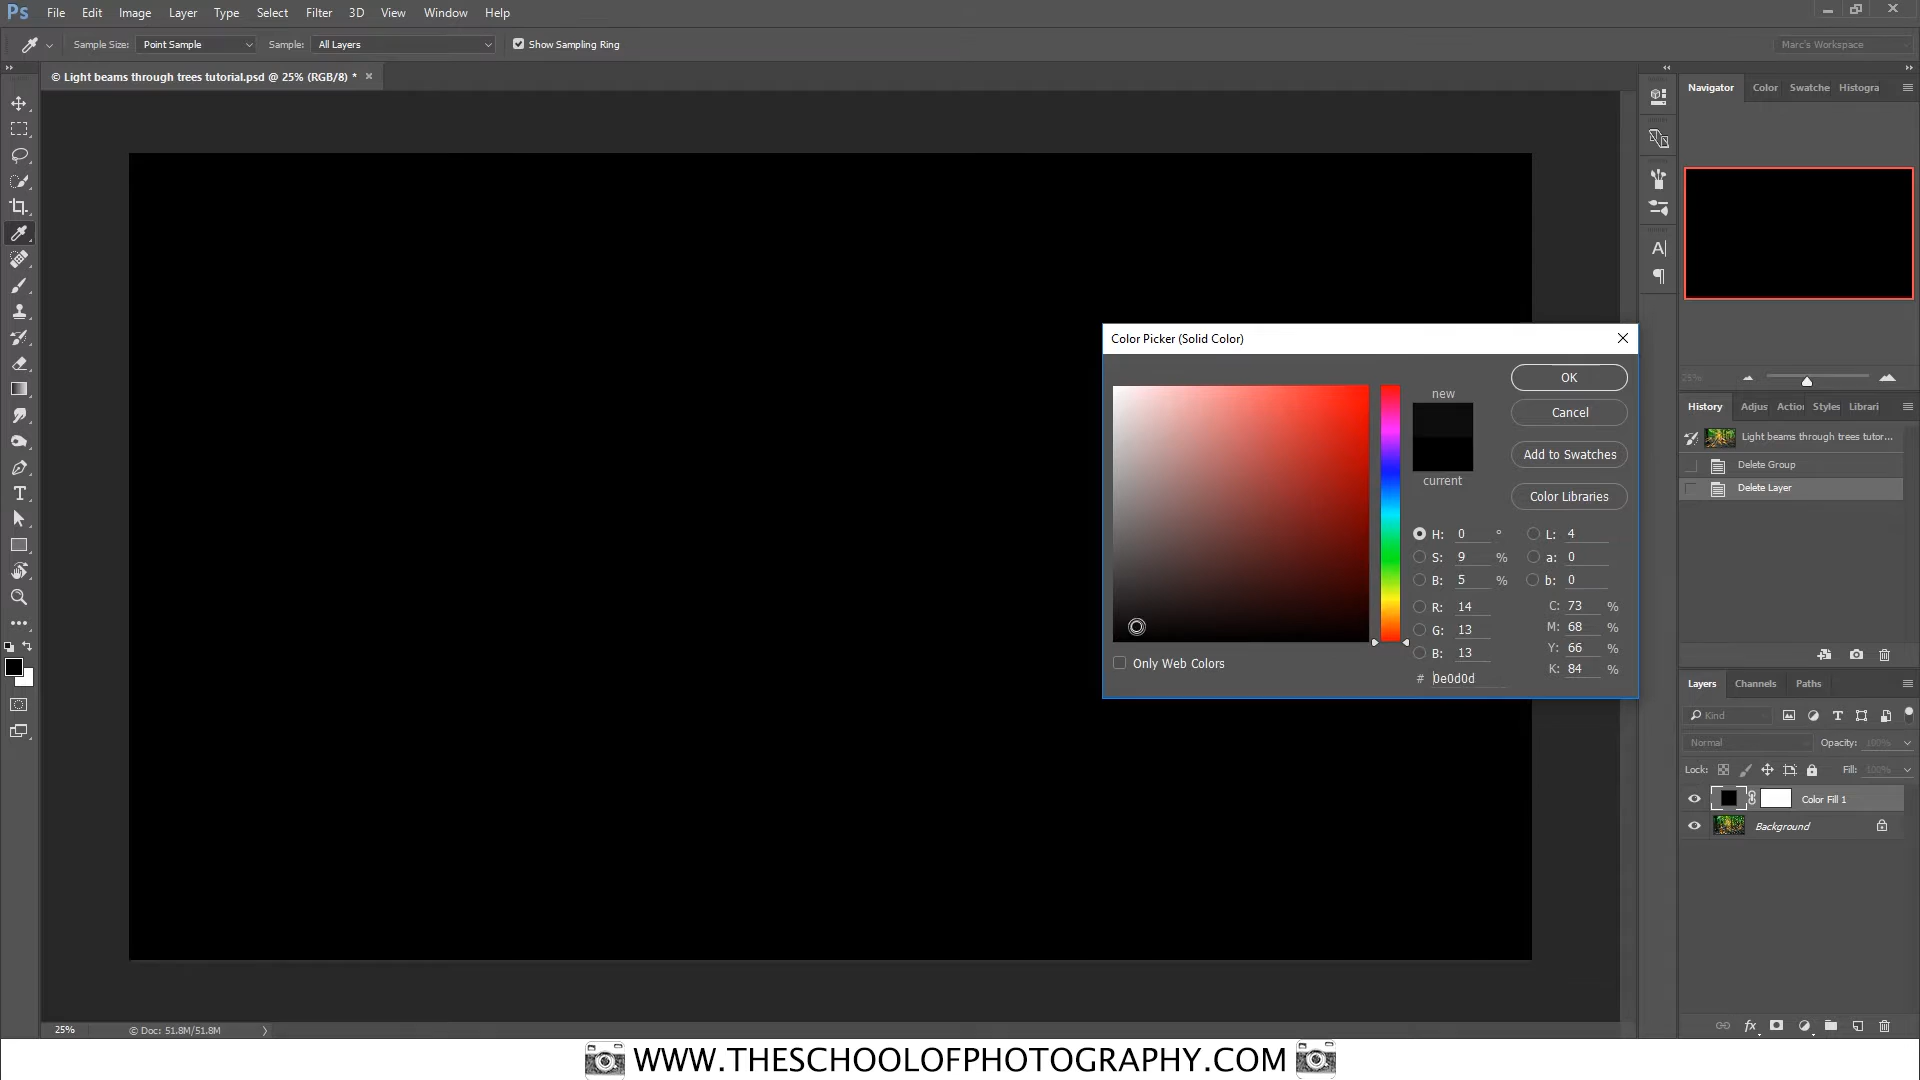 Ps File Edit Image Layer Type Select Filter 3D View Window Help
Sample Size: Point Sample Sample: All Layers Show Sampling Ring Marc's Workspace
© Light beams through trees tutorial.psd @ 25% (RGB/8) *
Navigator Color Swatche Histogra
25%
Color Picker (Solid Color)
new
current
OK
Cancel
Add to Swatches
Color Libraries
H: 0 ° L: 4
S: 9 % a: 0
B: 5 % b: 0
R: 14 C: 73 %
G: 13 M: 68 %
B: 13 Y: 66 %
K: 84 %
# 0e0d0d
Only Web Colors
History Adjus Action Styles Librari
Light beams through trees tutor...
Delete Group
Delete Layer
Layers Channels Paths
Kind
Normal Opacity: 100%
Lock: Fill: 100%
Color Fill 1
Background
25% © Doc: 51.8M/51.8M
WWW.THESCHOOLOFPHOTOGRAPHY.COM